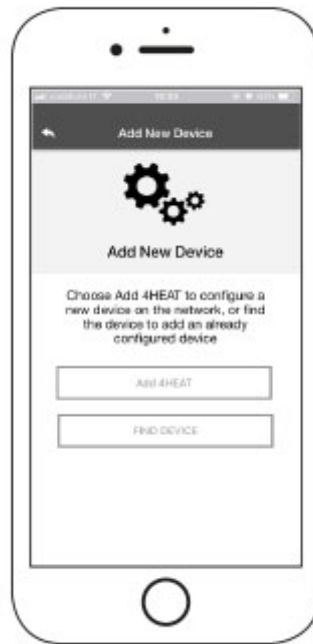 Add New Device
Add New Device
Choose Add 4HEAT to configure a
new device on the network, or find
the device to add an already
configured device
Add 4HEAT
FIND DEVICE